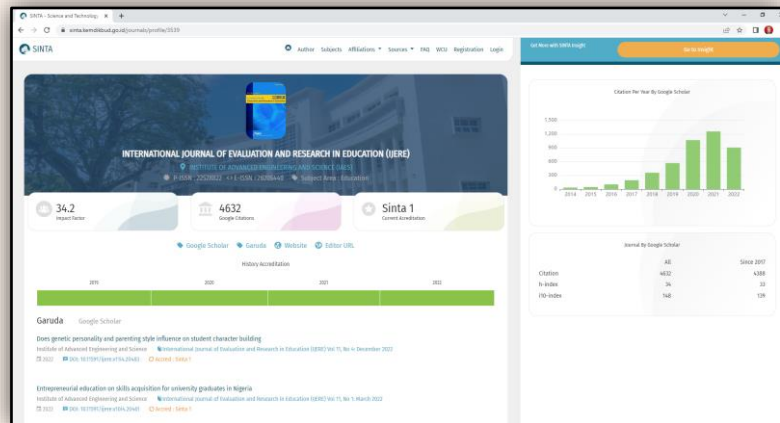 SINTA - Science and Technology
sinta.kemdikbud.go.id/journals/profile/3539
SINTA
Author Subjects Affiliations Sources FAQ WCU Registration Login
Get More with SINTA Insight
Go to Insight
INTERNATIONAL JOURNAL OF EVALUATION AND RESEARCH IN EDUCATION (IJERE)
INSTITUTE OF ADVANCED ENGINEERING AND SCIENCE (IAES)
P-ISSN : 22528822 <> E-ISSN : 26205440 Subject Area : Education
34.2
Impact Factor
4632
Google Citations
Sinta 1
Current Accreditation
Google Scholar Garuda Website Editor URL
History Accreditation
2019 2020 2021 2022
Garuda Google Scholar
Does genetic personality and parenting style influence on student character building
Institute of Advanced Engineering and Science International Journal of Evaluation and Research in Education (IJERE) Vol 11, No 4: December 2022
2022 Accred : Sinta 1
Entrepreneurial education on skills acquisition for university graduates in Nigeria
Institute of Advanced Engineering and Science International Journal of Evaluation and Research in Education (IJERE) Vol 11, No 1: March 2022
2022 Accred : Sinta 1
Citation Per Year By Google Scholar
1,500
1,200
900
600
300
0
2014 2015 2016 2017 2018 2019 2020 2021 2022
Journal By Google Scholar
All Since 2017
Citation 4632 4388
h-index 34 33
i10-index 148 139